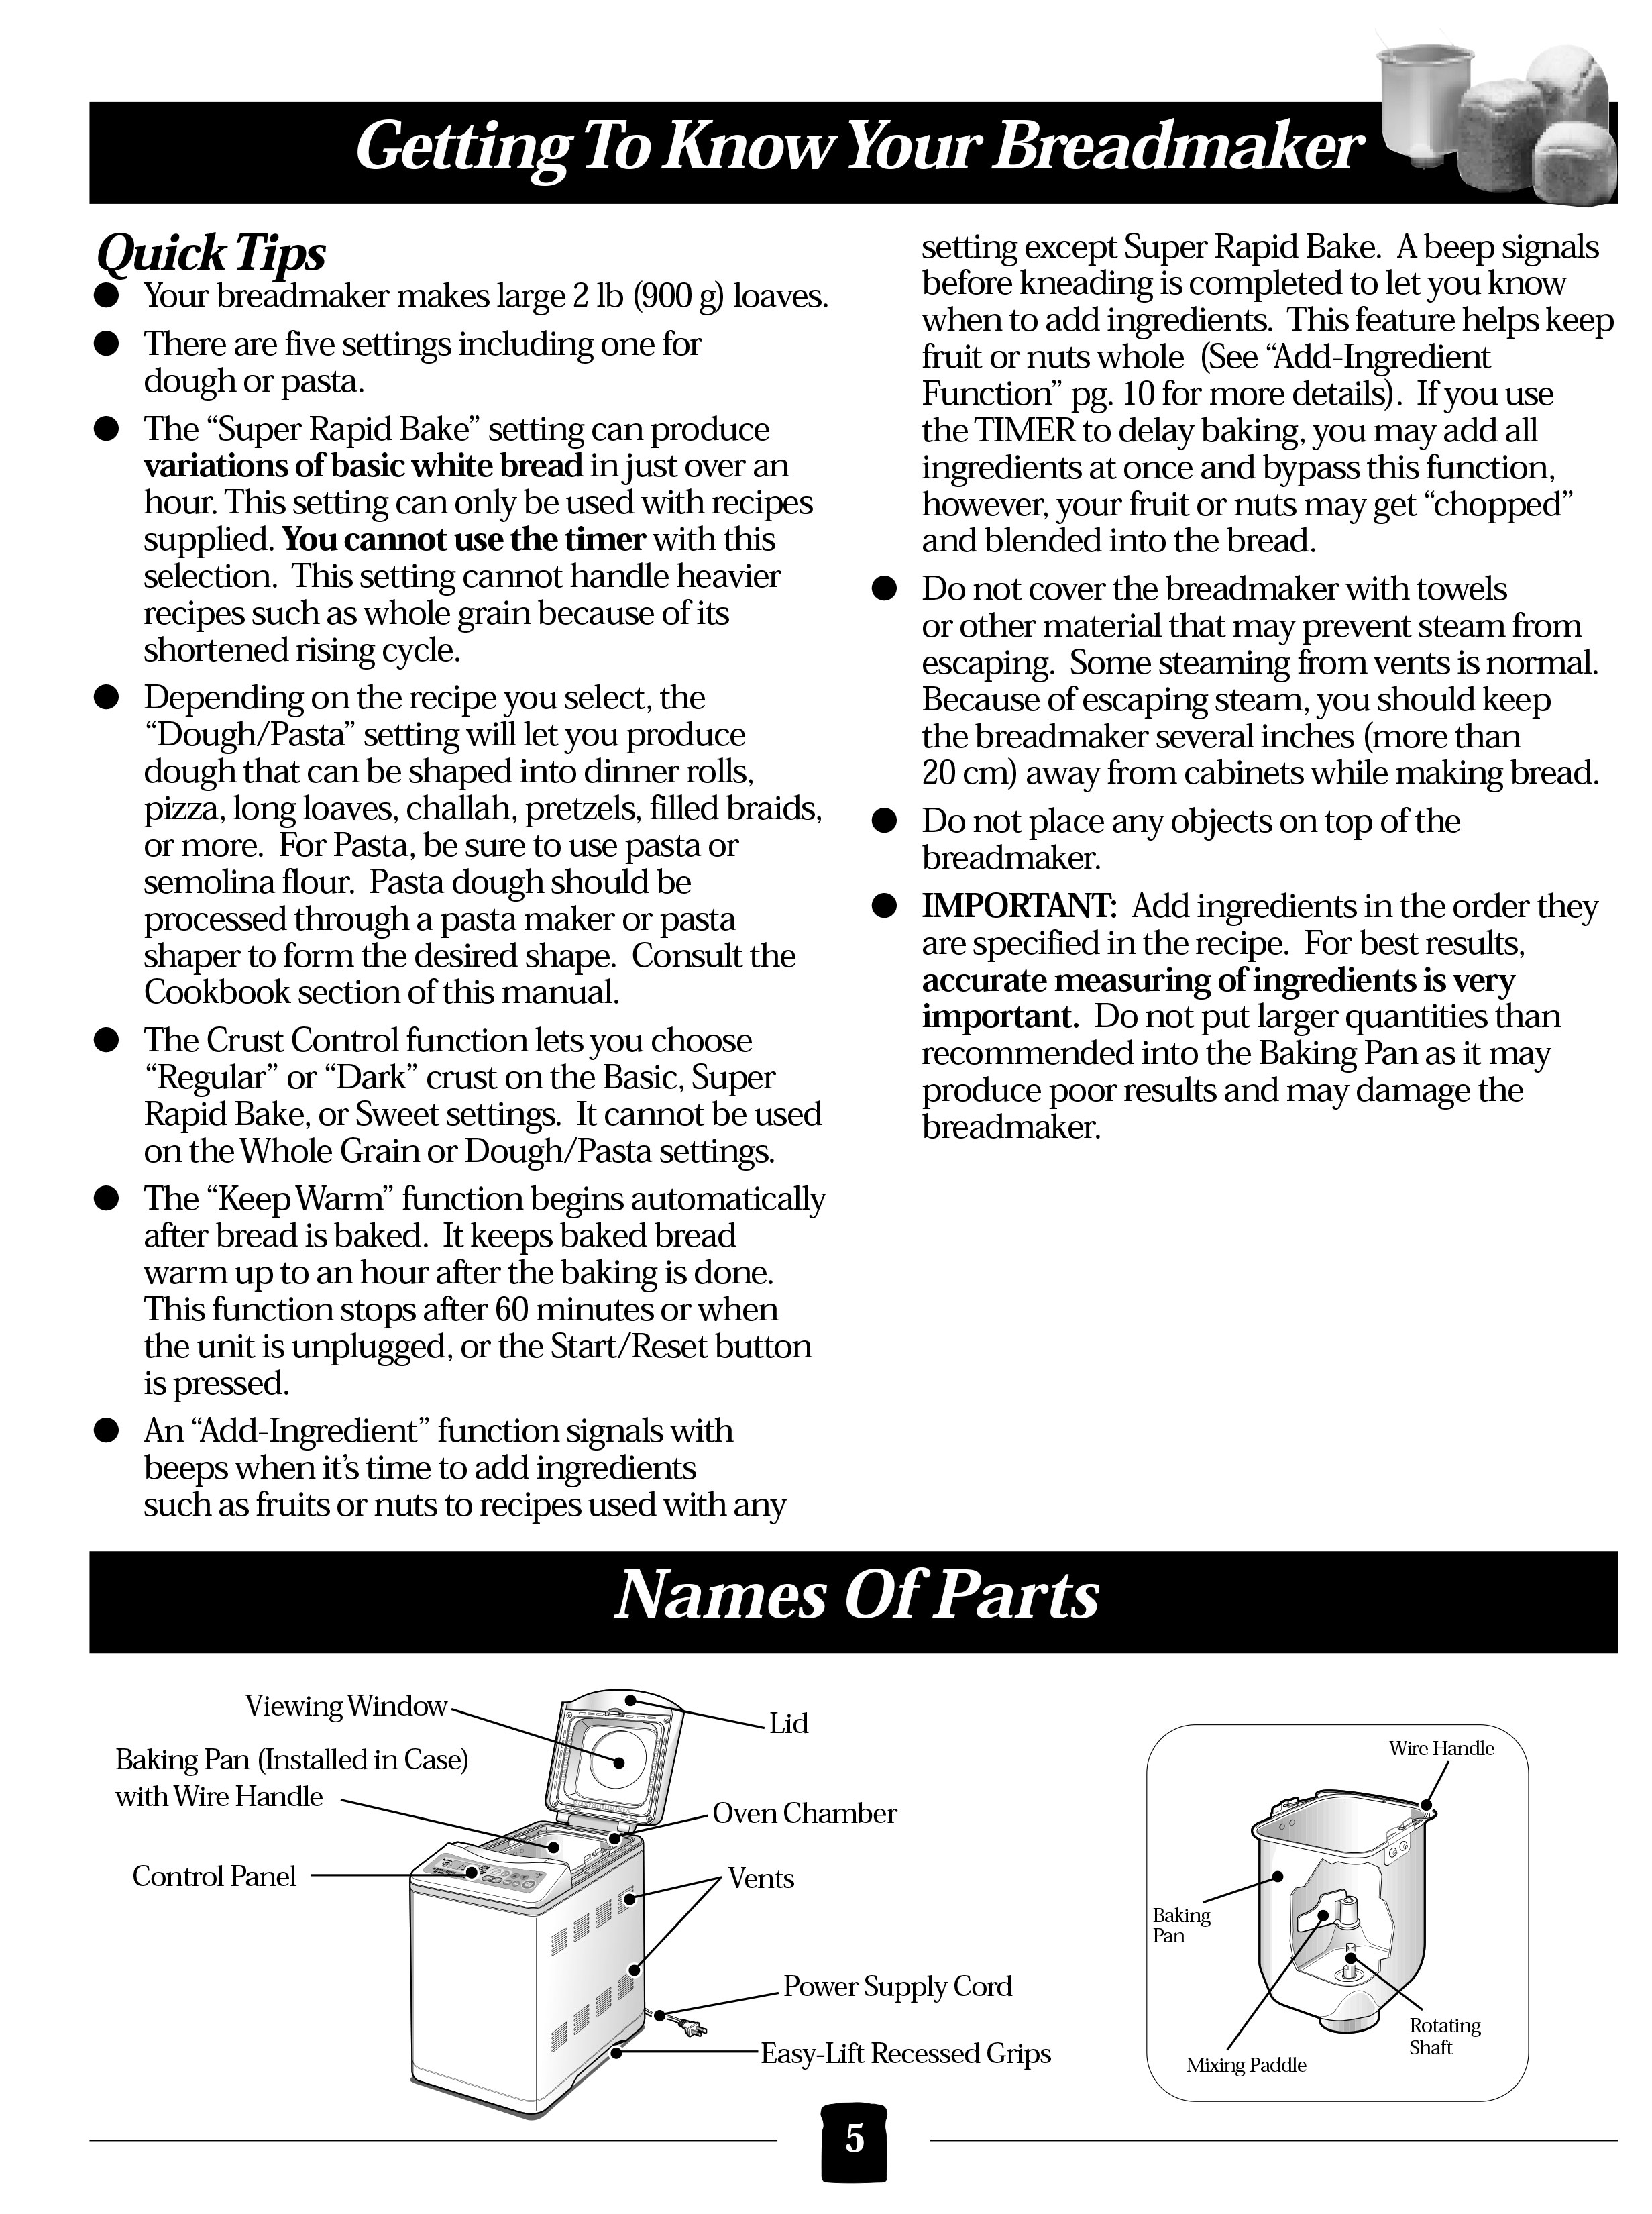 Getting To Know Your Breadmaker
Quick Tips
● Your breadmaker makes large 2 lb (900 g) loaves.
● There are five settings including one for
dough or pasta.
● The “Super Rapid Bake” setting can produce
variations of basic white bread in just over an
hour. This setting can only be used with recipes
supplied. You cannot use the timer with this
selection. This setting cannot handle heavier
recipes such as whole grain because of its
shortened rising cycle.
● Depending on the recipe you select, the
“Dough/Pasta” setting will let you produce
dough that can be shaped into dinner rolls,
pizza, long loaves, challah, pretzels, filled braids,
or more. For Pasta, be sure to use pasta or
semolina flour. Pasta dough should be
processed through a pasta maker or pasta
shaper to form the desired shape. Consult the
Cookbook section of this manual.
● The Crust Control function lets you choose
“Regular” or “Dark” crust on the Basic, Super
Rapid Bake, or Sweet settings. It cannot be used
on the Whole Grain or Dough/Pasta settings.
● The “Keep Warm” function begins automatically
after bread is baked. It keeps baked bread
warm up to an hour after the baking is done.
This function stops after 60 minutes or when
the unit is unplugged, or the Start/Reset button
is pressed.
● An “Add-Ingredient” function signals with
beeps when it’s time to add ingredients
such as fruits or nuts to recipes used with any
setting except Super Rapid Bake. A beep signals
before kneading is completed to let you know
when to add ingredients. This feature helps keep
fruit or nuts whole (See “Add-Ingredient
Function” pg. 10 for more details). If you use
the TIMER to delay baking, you may add all
ingredients at once and bypass this function,
however, your fruit or nuts may get “chopped”
and blended into the bread.
● Do not cover the breadmaker with towels
or other material that may prevent steam from
escaping. Some steaming from vents is normal.
Because of escaping steam, you should keep
the breadmaker several inches (more than
20 cm) away from cabinets while making bread.
● Do not place any objects on top of the
breadmaker.
● IMPORTANT: Add ingredients in the order they
are specified in the recipe. For best results,
accurate measuring of ingredients is very
important. Do not put larger quantities than
recommended into the Baking Pan as it may
produce poor results and may damage the
breadmaker.
Names Of Parts
Viewing Window
Lid
Baking Pan (Installed in Case)
with Wire Handle
Oven Chamber
Control Panel
Vents
Power Supply Cord
Easy-Lift Recessed Grips
Wire Handle
Baking
Pan
Rotating
Shaft
Mixing Paddle
5